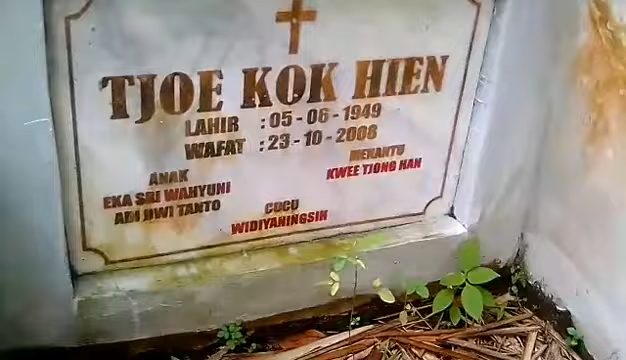 TJOE KOK HIEN
LAHIR : 05 - 06 - 1949
WAFAT : 23 - 10 - 2008
ANAK
EKA SRI WAHYUNI
ADI DWI TANTO
MENANTU
KWEE TJONG HAN
CUCU
WIDIYANINGSIH